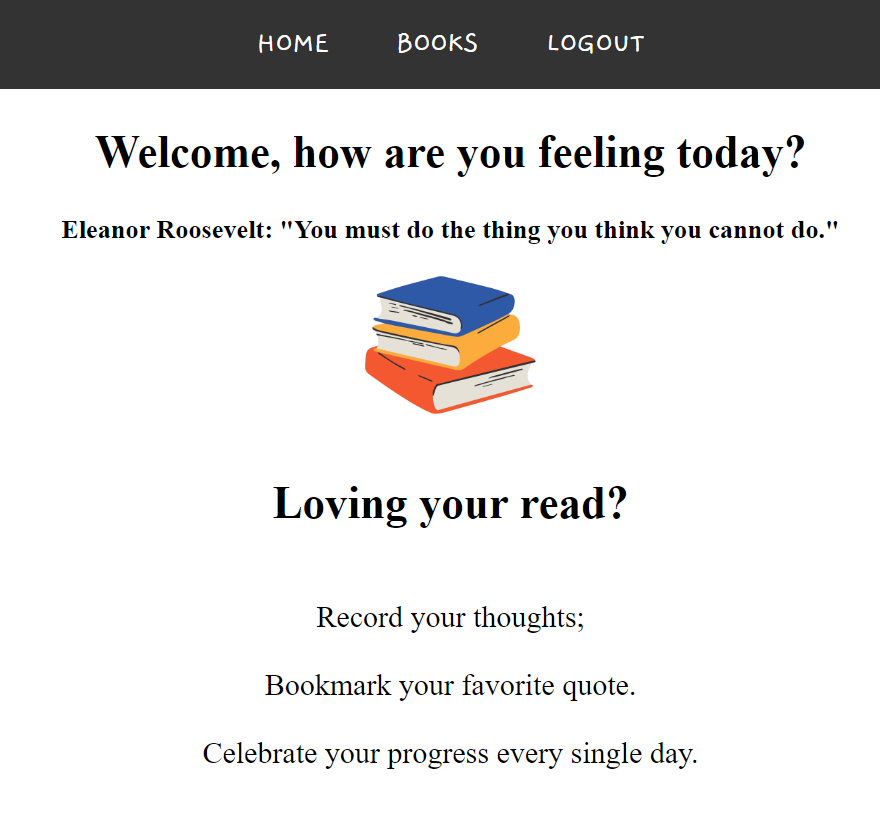 HOME BOOKS LOGOUT
Welcome, how are you feeling today?
Eleanor Roosevelt: "You must do the thing you think you cannot do."
Loving your read?
Record your thoughts;
Bookmark your favorite quote.
Celebrate your progress every single day.